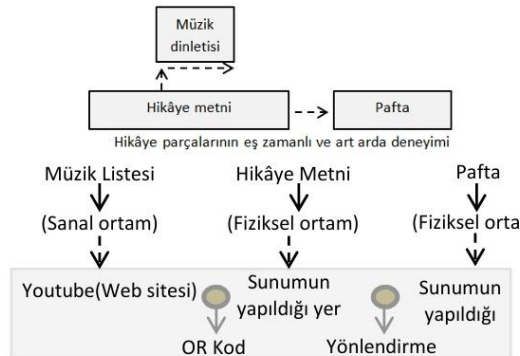 Müzik
dinletisi
Hikâye metni
Pafta
Hikâye parçalarının eş zamanlı ve art arda deneyimi
Müzik Listesi
Hikâye Metni
Pafta
(Sanal ortam)
(Fiziksel ortam)
(Fiziksel orta
Youtube(Web sitesi)
Sunumun
yapıldığı yer
Sunumun
yapıldığı
OR Kod
Yönlendirme